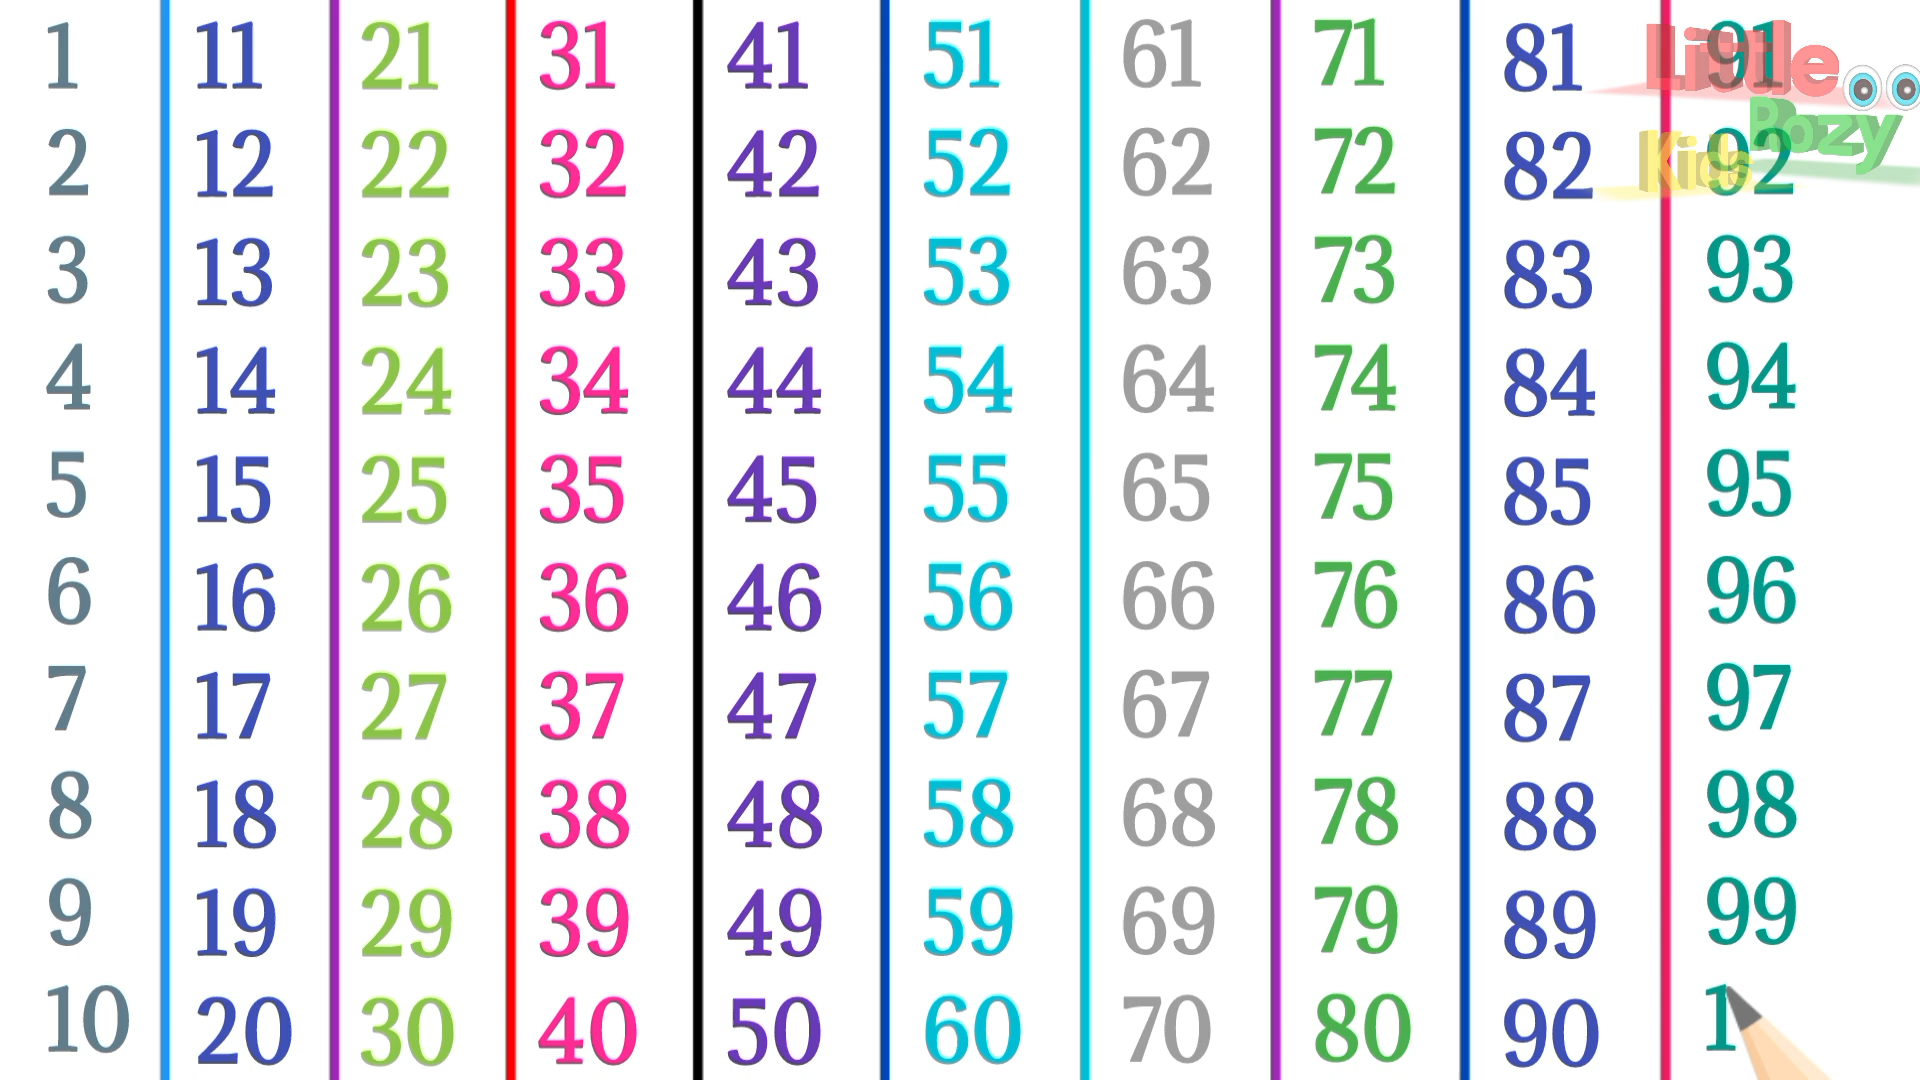 1 11 21 31 41 51 61 71 81 91
2 12 22 32 42 52 62 72 82 92
3 13 23 33 43 53 63 73 83 93
4 14 24 34 44 54 64 74 84 94
5 15 25 35 45 55 65 75 85 95
6 16 26 36 46 56 66 76 86 96
7 17 27 37 47 57 67 77 87 97
8 18 28 38 48 58 68 78 88 98
9 19 29 39 49 59 69 79 89 99
10 20 30 40 50 60 70 80 90 1
Little
Rozy
Kids